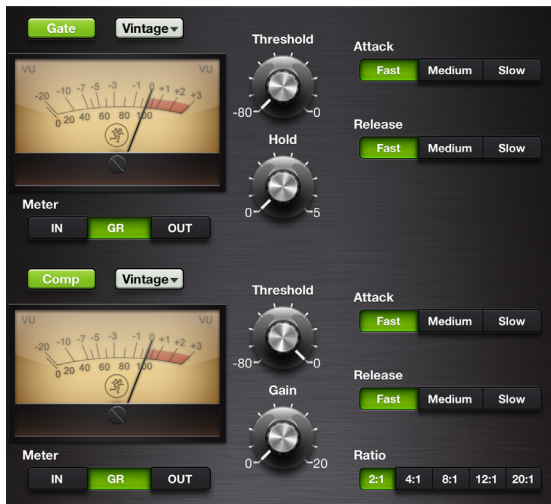 Gate Vintage
Threshold
Attack
Fast Medium Slow
VU VU
-20 -10 -7 -5 -3 -1 0 +1 +2 +3
0 20 40 60 80 100
-80 0
Release
Fast Medium Slow
Hold
0 5
Meter
IN GR OUT
Comp Vintage
Threshold
Attack
Fast Medium Slow
VU VU
-20 -10 -7 -5 -3 -1 0 +1 +2 +3
0 20 40 60 80 100
-80 0
Release
Fast Medium Slow
Gain
0 20
Meter
IN GR OUT
Ratio
2:1 4:1 8:1 12:1 20:1